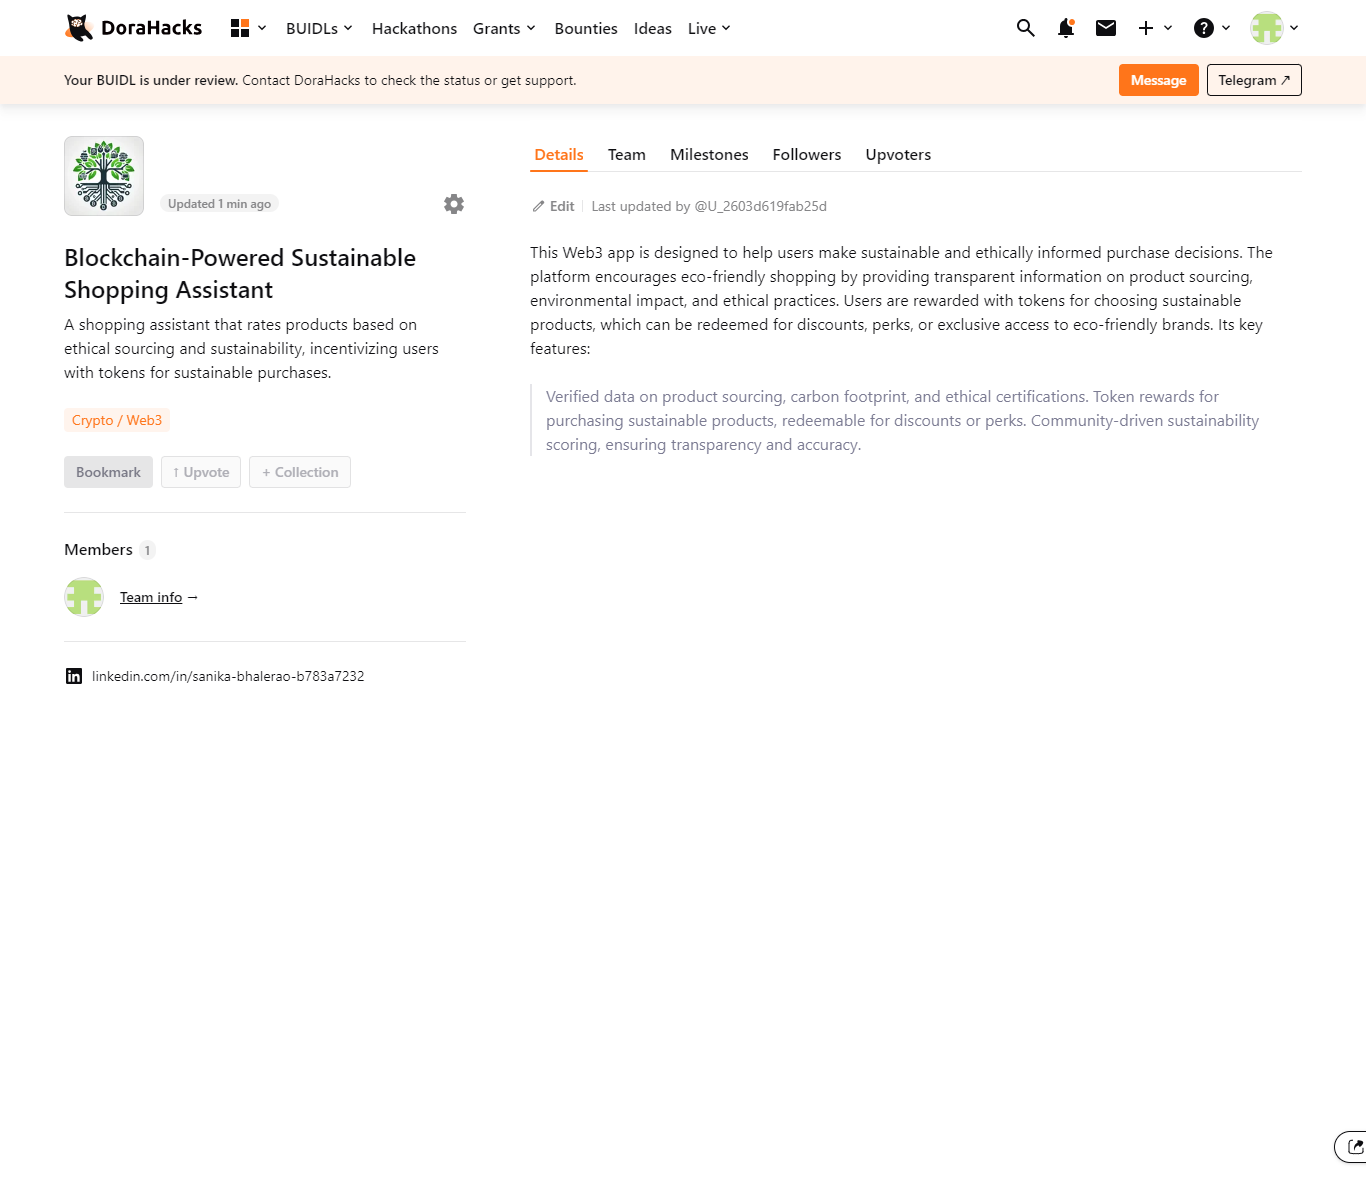 DoraHacks
BUIDLs
Hackathons
Grants
Bounties
Ideas
Live
Your BUIDL is under review. Contact DoraHacks to check the status or get support.
Message
Telegram ↗
Updated 1 min ago
Blockchain-Powered Sustainable
Shopping Assistant
A shopping assistant that rates products based on
ethical sourcing and sustainability, incentivizing users
with tokens for sustainable purchases.
Crypto / Web3
Bookmark
↑ Upvote
+ Collection
Members 1
Team info →
linkedin.com/in/sanika-bhalerao-b783a7232
Details
Team
Milestones
Followers
Upvoters
Edit
Last updated by @U_2603d619fab25d
This Web3 app is designed to help users make sustainable and ethically informed purchase decisions. The
platform encourages eco-friendly shopping by providing transparent information on product sourcing,
environmental impact, and ethical practices. Users are rewarded with tokens for choosing sustainable
products, which can be redeemed for discounts, perks, or exclusive access to eco-friendly brands. Its key
features:
Verified data on product sourcing, carbon footprint, and ethical certifications. Token rewards for
purchasing sustainable products, redeemable for discounts or perks. Community-driven sustainability
scoring, ensuring transparency and accuracy.